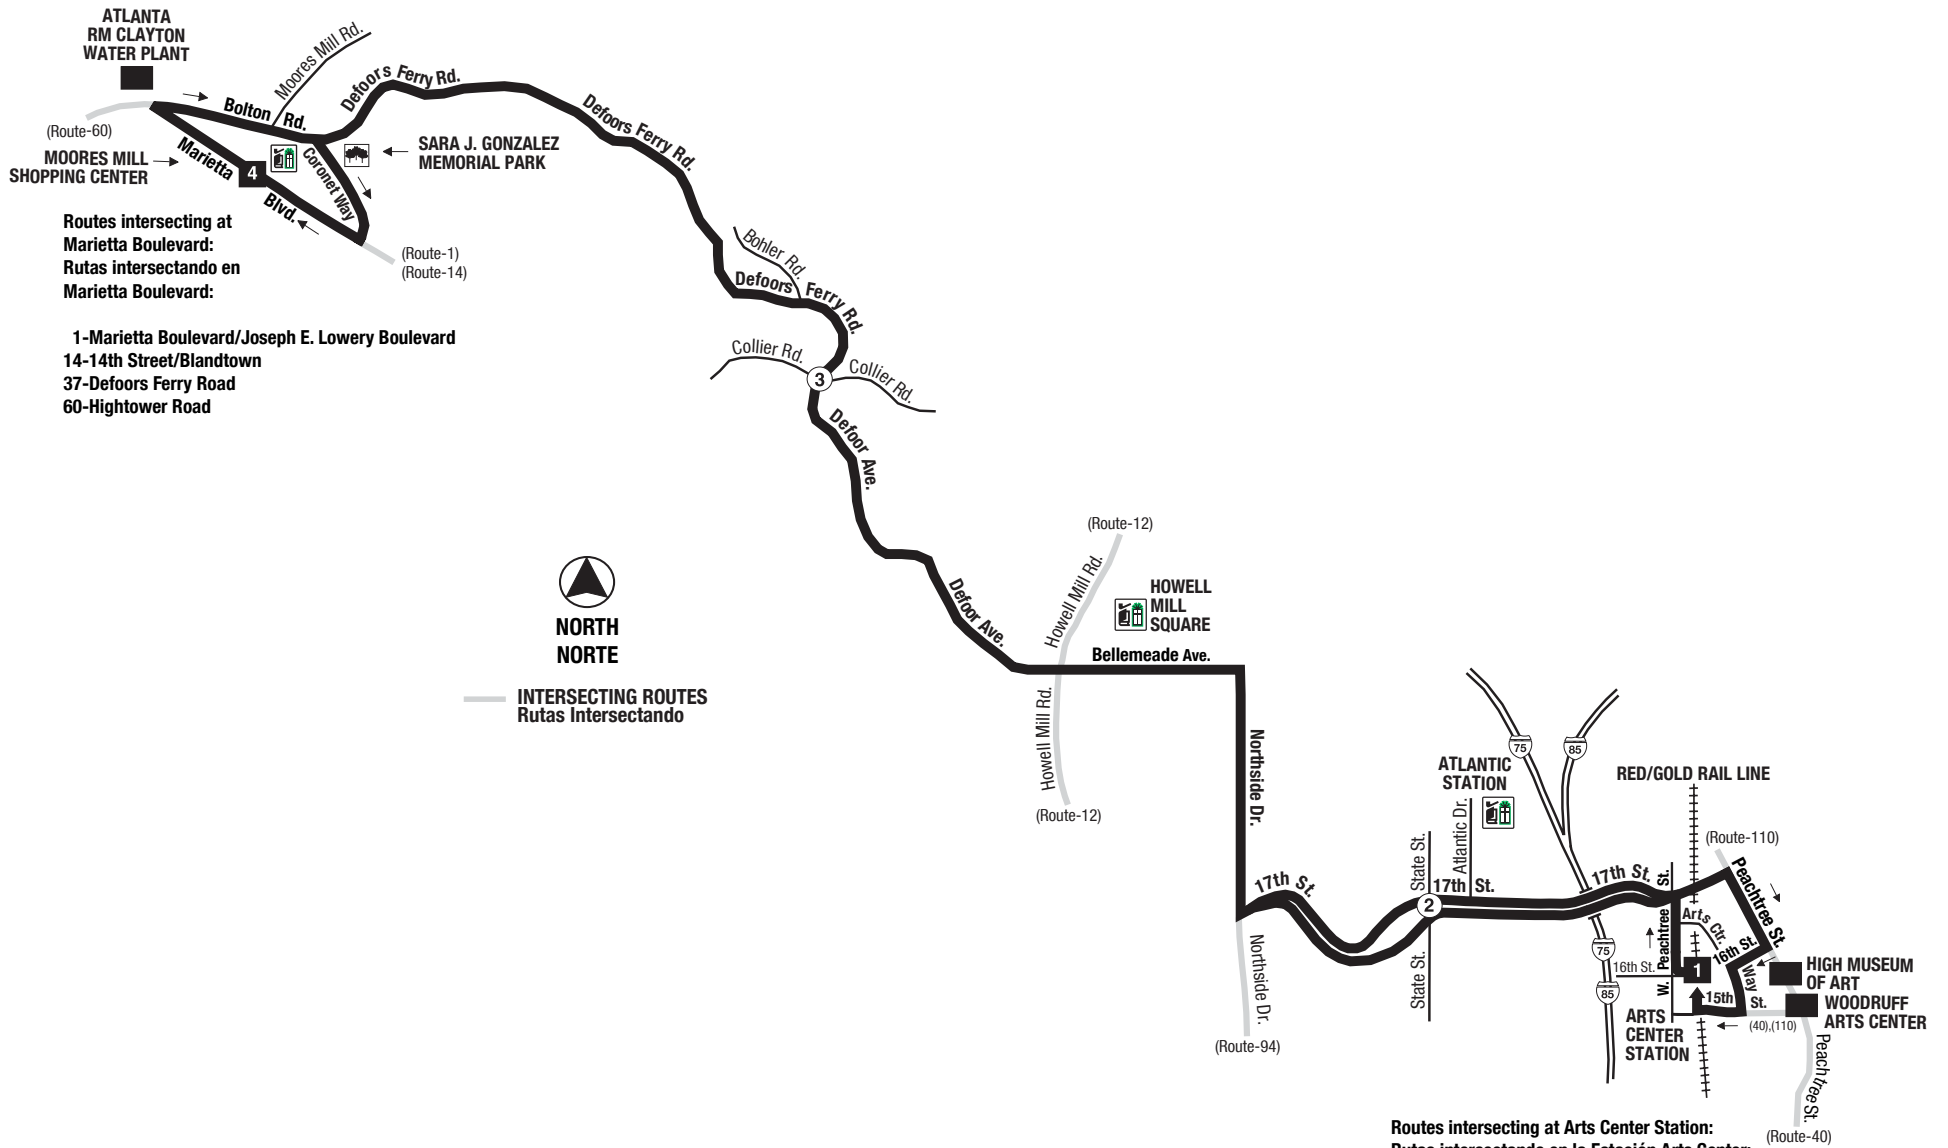 ATLANTA
RM CLAYTON
WATER PLANT
(Route-60)
MOORES MILL
SHOPPING CENTER
Bolton Rd.
Moores Mill Rd.
Defoors Ferry Rd.
Marietta Blvd.
4
Coronet Way
SARA J. GONZALEZ
MEMORIAL PARK
(Route-1)
(Route-14)
Routes intersecting at
Marietta Boulevard:
Rutas intersectando en
Marietta Boulevard:
1-Marietta Boulevard/Joseph E. Lowery Boulevard
14-14th Street/Blandtown
37-Defoors Ferry Road
60-Hightower Road
Defoors Ferry Rd.
Bohler Rd.
Defoors Ferry Rd.
Collier Rd.
3
Collier Rd.
Defoor Ave.
Defoor Ave.
NORTH
NORTE
INTERSECTING ROUTES
Rutas Intersectando
(Route-12)
Howell Mill Rd.
HOWELL
MILL
SQUARE
Bellemeade Ave.
Howell Mill Rd.
(Route-12)
Northside Dr.
17th St.
Northside Dr.
(Route-94)
ATLANTIC
STATION
State St.
Atlantic Dr.
2
17th St.
State St.
75
85
RED/GOLD RAIL LINE
(Route-110)
17th St.
W. Peachtree St.
Peachtree St.
Arts Ctr. Way
16th St.
16th St.
1
75
85
15th St.
(40),(110)
HIGH MUSEUM
OF ART
WOODRUFF
ARTS CENTER
ARTS
CENTER
STATION
Peachtree St.
(Route-40)
Routes intersecting at Arts Center Station:
Rutas intersectando en la Estación Arts Center: